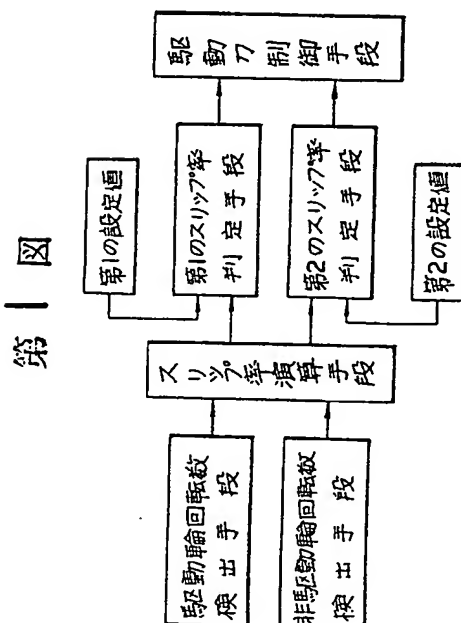 第1図
駆動輪回転数
検出手段
非駆動輪回転数
検出手段
スリップ率演算手段
第1の設定値
第1のスリップ率
判定手段
第2のスリップ率
判定手段
第2の設定値
駆動力制御手段